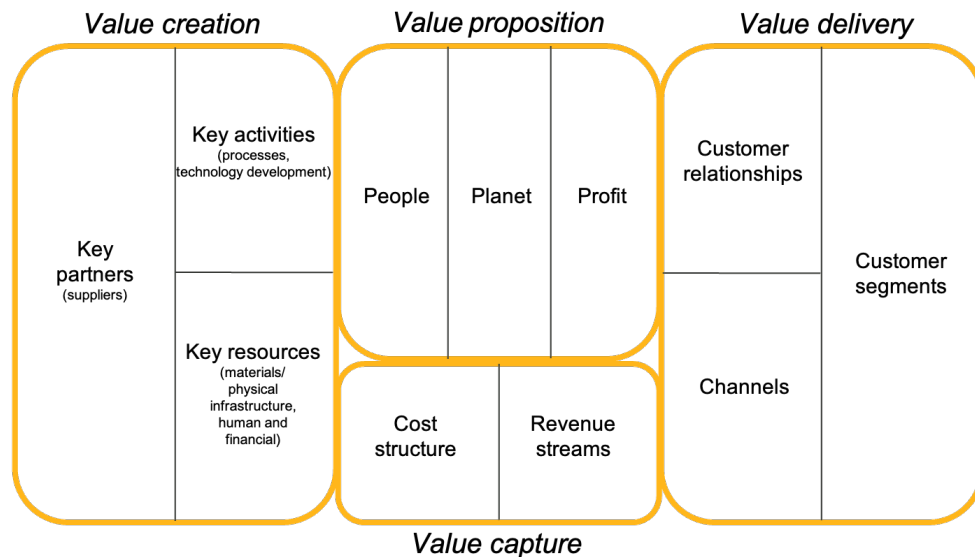 Value creation
Value proposition
Value delivery
Key
partners
(suppliers)
Key activities
(processes,
technology development)
Key resources
(materials/
physical
infrastructure,
human and
financial)
People
Planet
Profit
Cost
structure
Revenue
streams
Customer
relationships
Channels
Customer
segments
Value capture